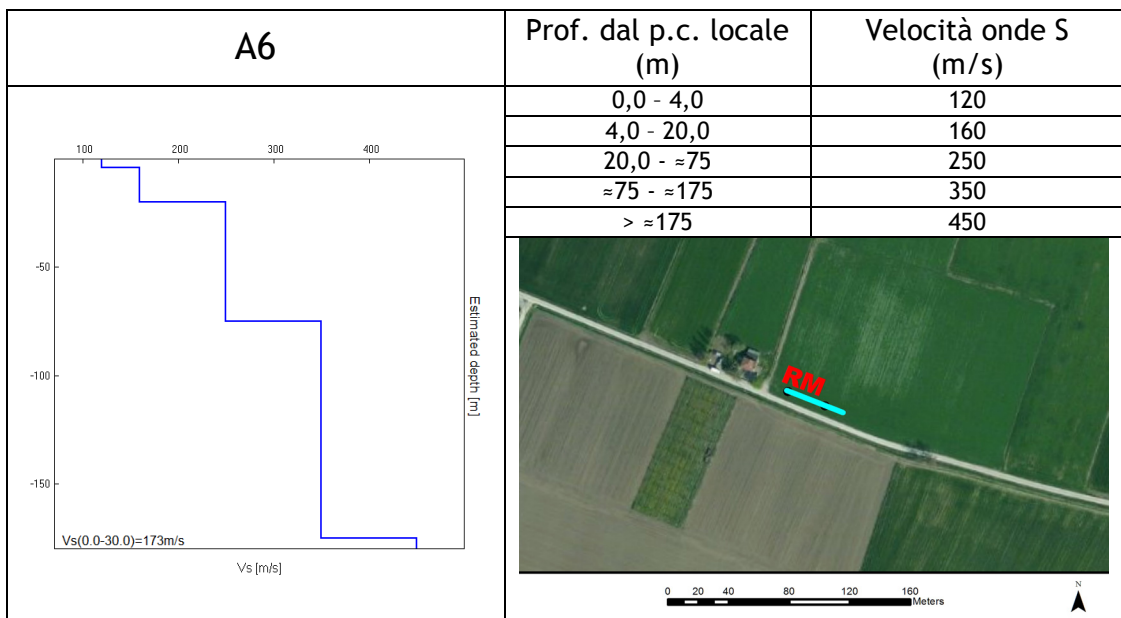 A6
Prof. dal p.c. locale
(m)
Velocità onde S
(m/s)
0,0 - 4,0
120
4,0 - 20,0
160
20,0 - ≈75
250
≈75 - ≈175
350
> ≈175
450
100
200
300
400
-50
-100
-150
Estimated depth [m]
Vs(0.0-30.0)=173m/s
Vs [m/s]
RM
0 20 40 80 120 160
Meters
N